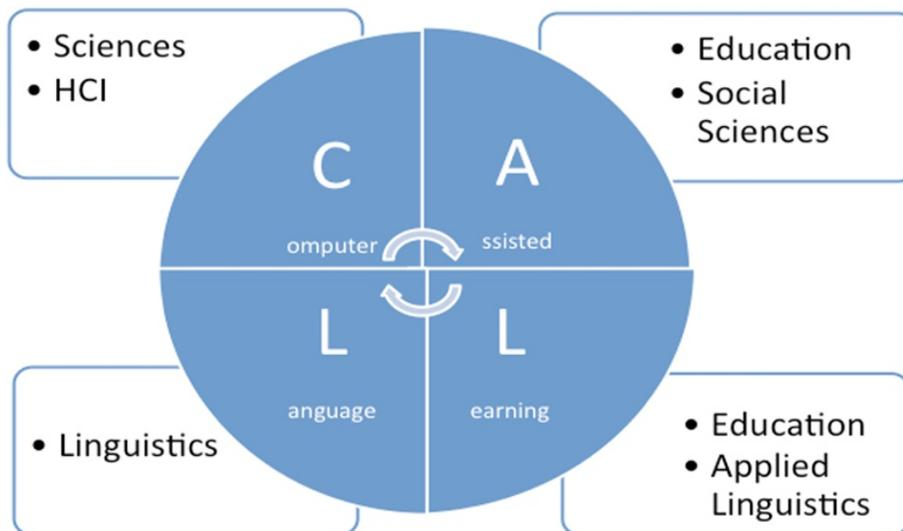 • Sciences
• HCI
• Education
• Social
Sciences
C
omputer
A
ssisted
L
anguage
L
earning
• Linguistics
• Education
• Applied
Linguistics